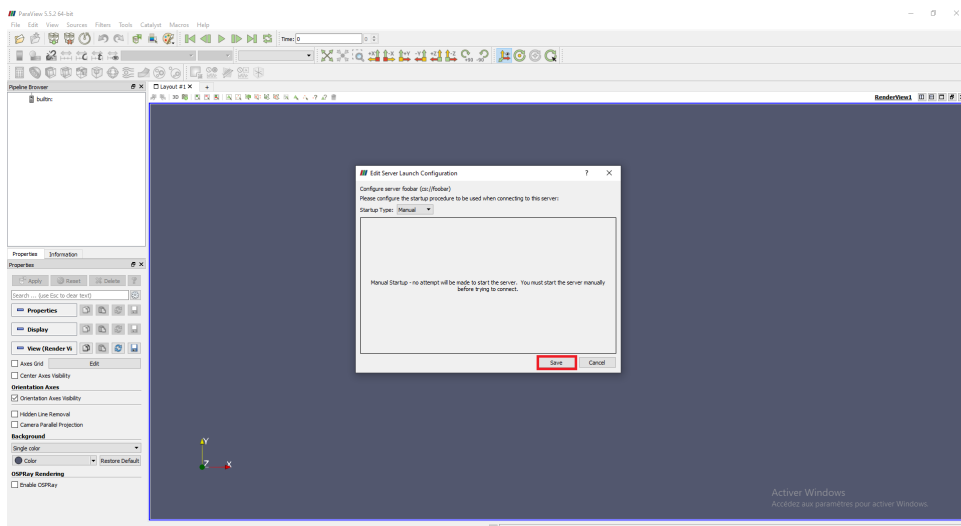 ParaView 5.5.2 64-bit
File Edit View Sources Filters Tools Catalyst Macros Help
Time: 0
Pipeline Browser
Layout #1
builtin:
3D
RenderView1
Edit Server Launch Configuration
Configure server foobar (cs://foobar)
Please configure the startup procedure to be used when connecting to this server:
Startup Type: Manual
Manual Startup - no attempt will be made to start the server. You must start the server manually
before trying to connect.
Save Cancel
Properties Information
Properties
Apply Reset Delete ?
Search ... (use Esc to clear text)
Properties
Display
View (Render Vi
Axes Grid Edit
Center Axes Visibility
Orientation Axes
Orientation Axes Visibility
Hidden Line Removal
Camera Parallel Projection
Background
Single color
Color Restore Default
OSPRay Rendering
Enable OSPRay
Y
Z X
Activer Windows
Accédez aux paramètres pour activer Windows.